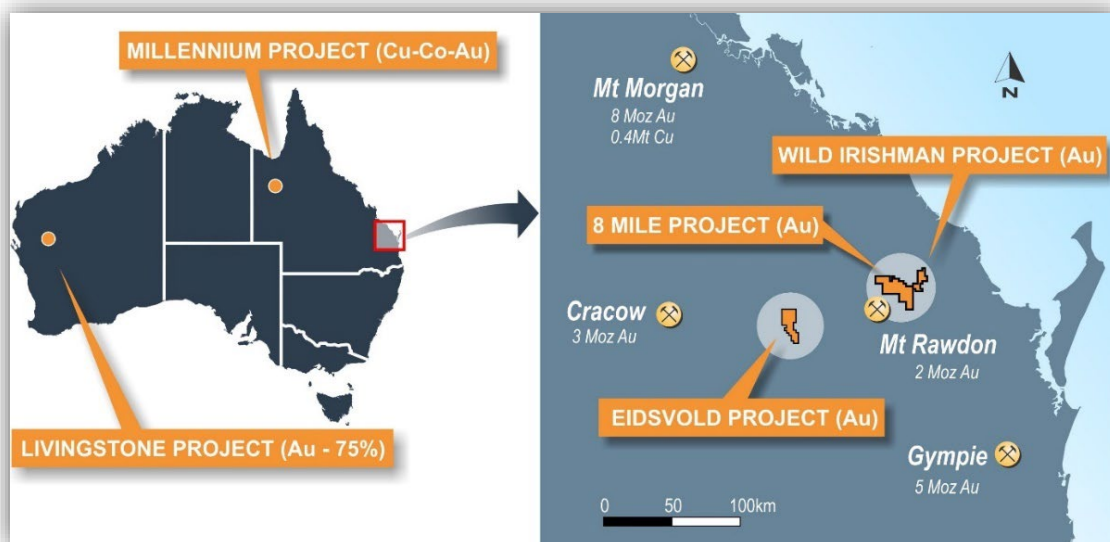 MILLENNIUM PROJECT (Cu-Co-Au)
LIVINGSTONE PROJECT (Au - 75%)
Mt Morgan
8 Moz Au
0.4Mt Cu
N
WILD IRISHMAN PROJECT (Au)
8 MILE PROJECT (Au)
Cracow
3 Moz Au
Mt Rawdon
2 Moz Au
EIDSVOLD PROJECT (Au)
Gympie
5 Moz Au
0 50 100km